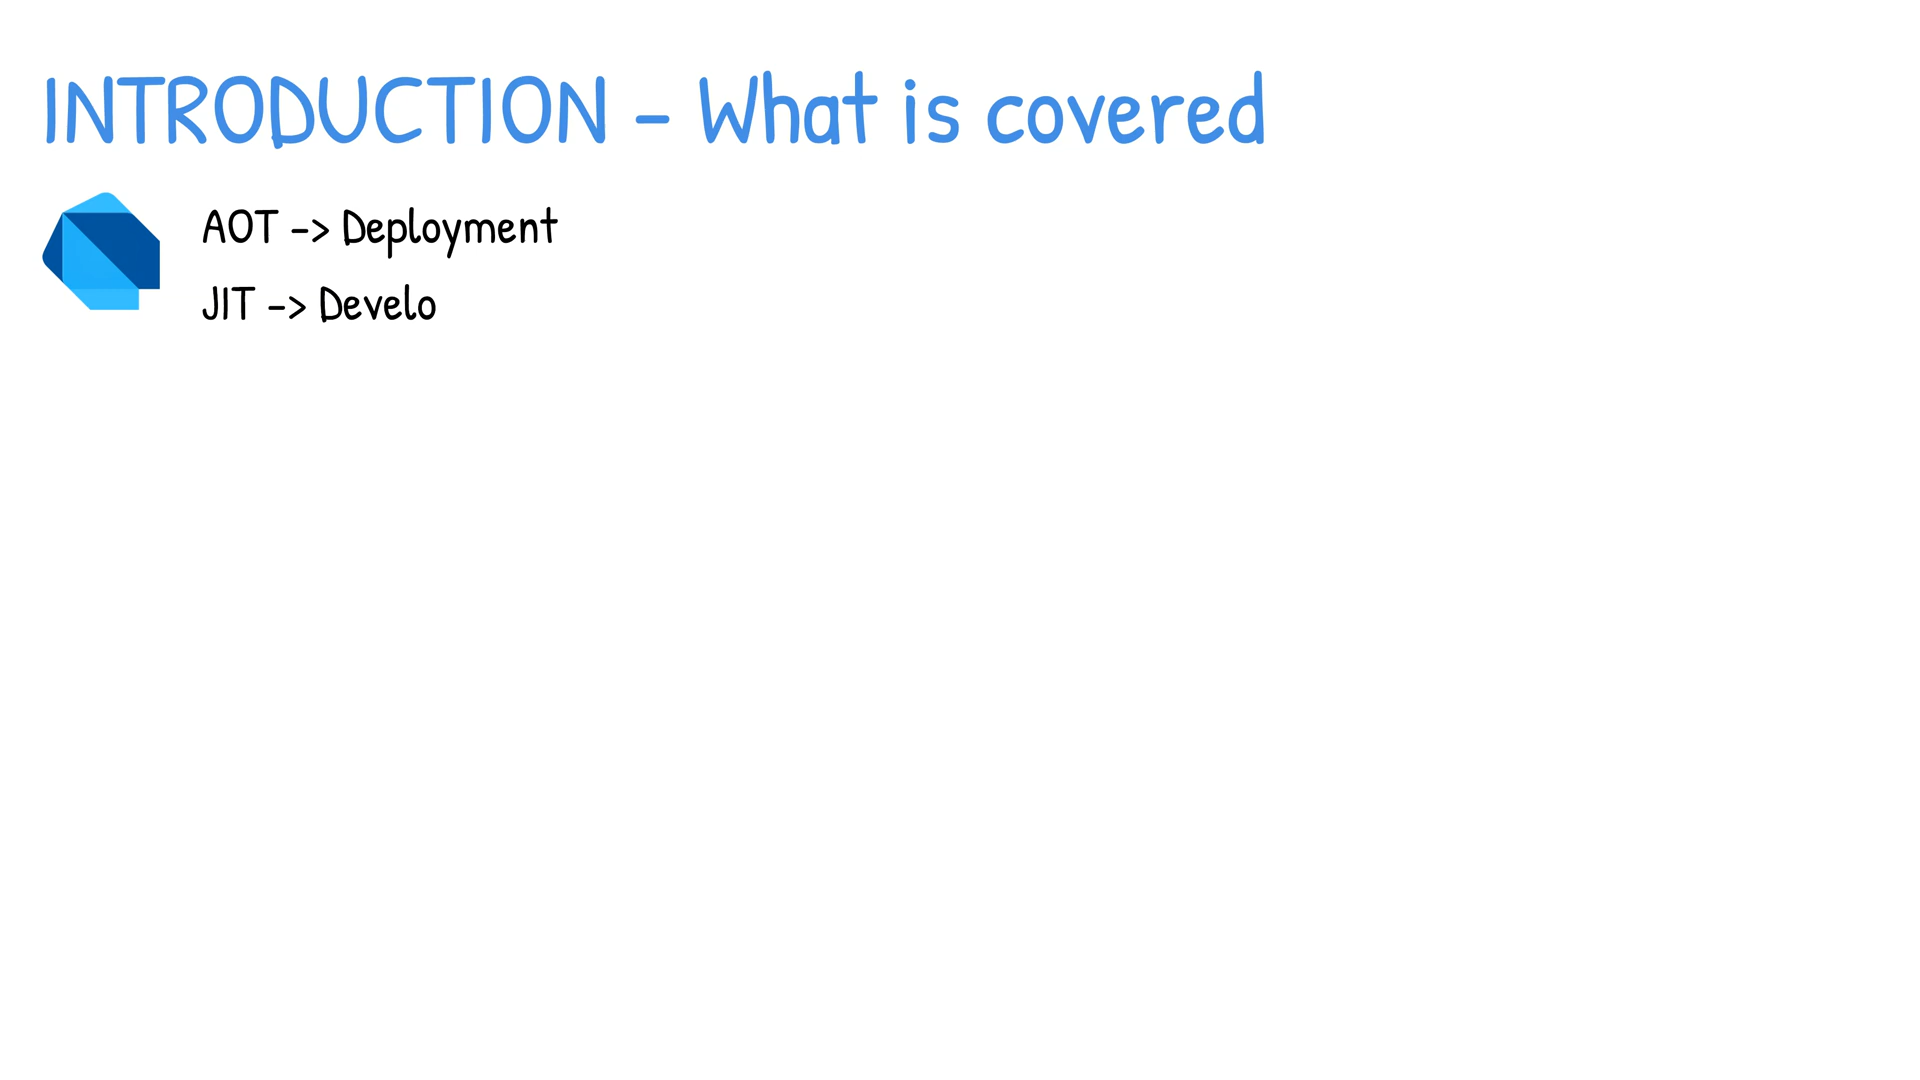 INTRODUCTION - What is covered
AOT -> Deployment
JIT -> Develo